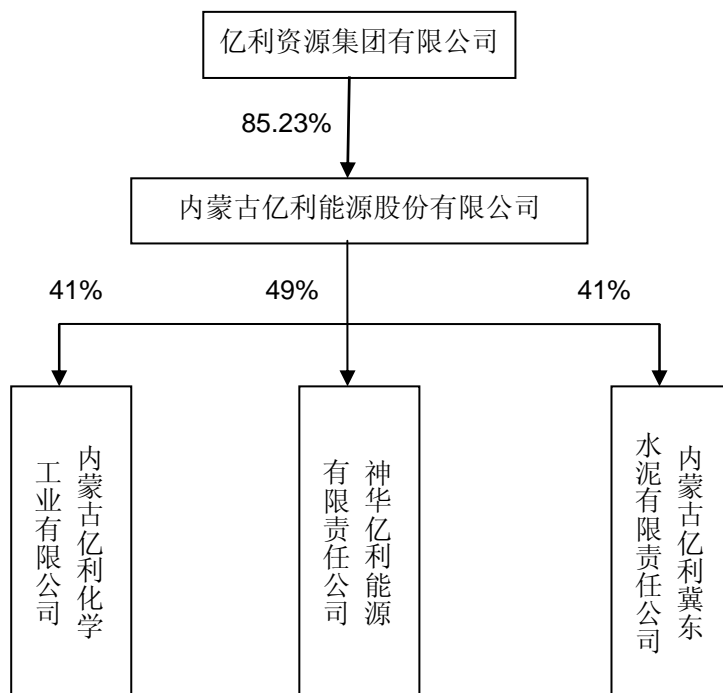 亿利资源集团有限公司
85.23%
内蒙古亿利能源股份有限公司
41%
49%
41%
内蒙古亿利化学
工业有限公司
神华亿利能源
有限责任公司
内蒙古亿利冀东
水泥有限责任公司